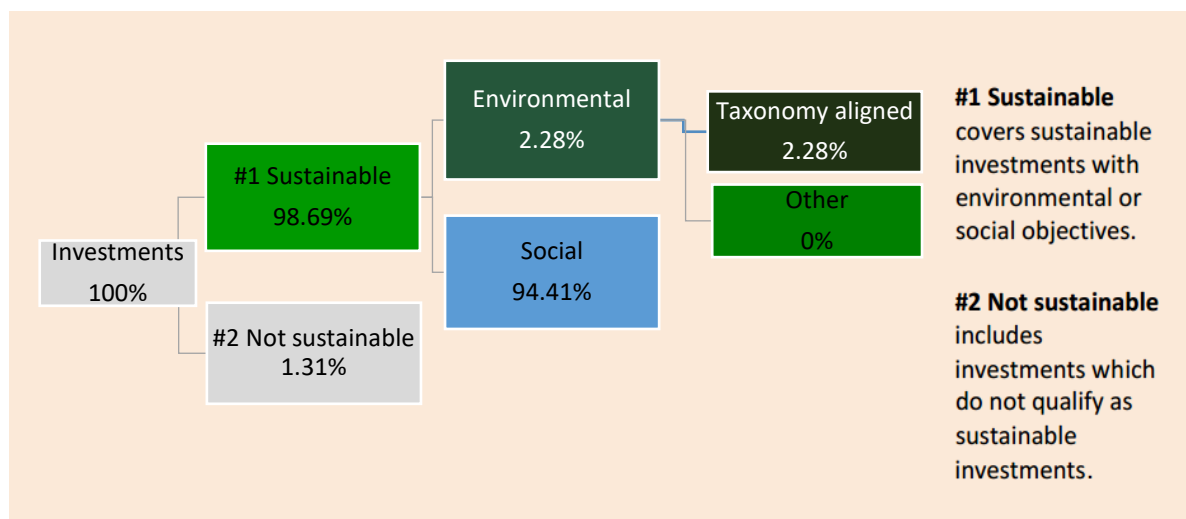 Investments
100%
#1 Sustainable
98.69%
#2 Not sustainable
1.31%
Environmental
2.28%
Social
94.41%
Taxonomy aligned
2.28%
Other
0%
#1 Sustainable
covers sustainable
investments with
environmental or
social objectives.
#2 Not sustainable
includes
investments which
do not qualify as
sustainable
investments.